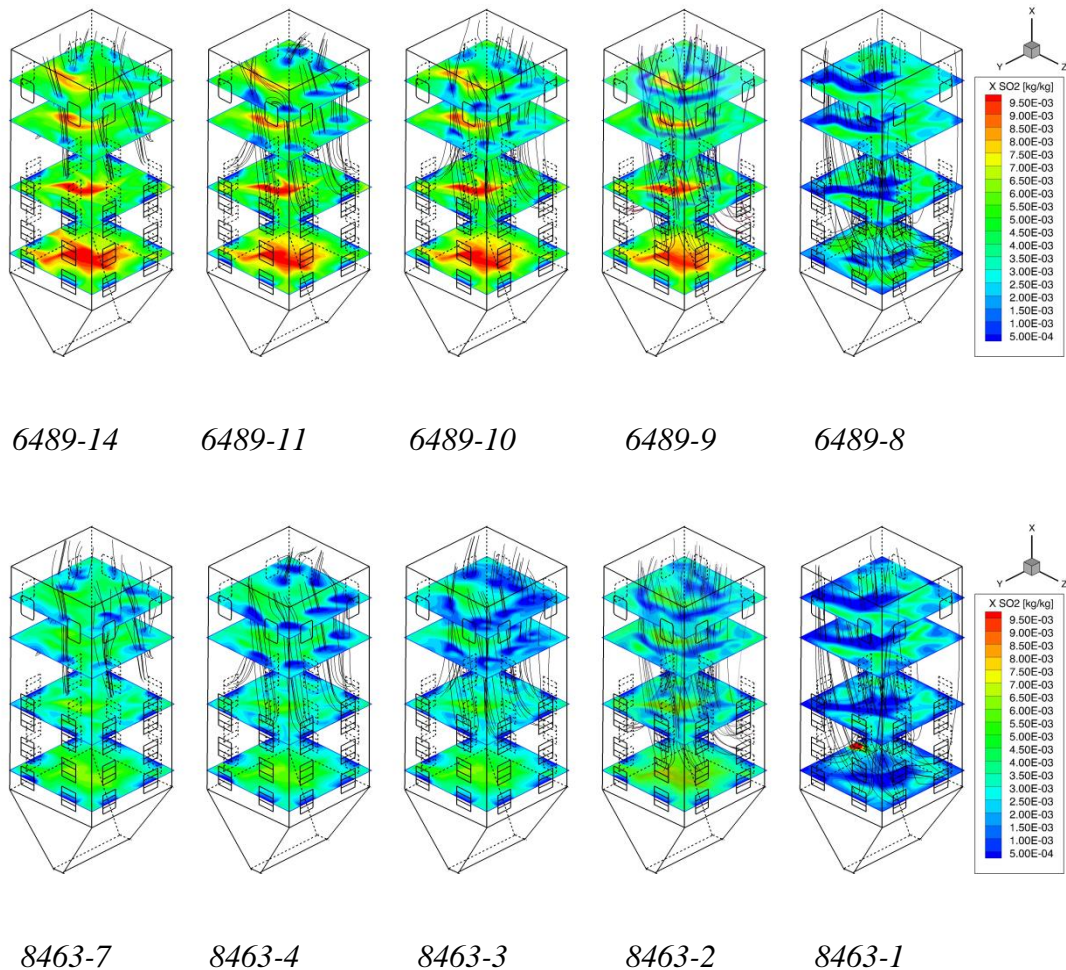 X
Y
Z
X SO2 [kg/kg]
9.50E-03
9.00E-03
8.50E-03
8.00E-03
7.50E-03
7.00E-03
6.50E-03
6.00E-03
5.50E-03
5.00E-03
4.50E-03
4.00E-03
3.50E-03
3.00E-03
2.50E-03
2.00E-03
1.50E-03
1.00E-03
5.00E-04
6489-14 6489-11 6489-10 6489-9 6489-8
X
Y
Z
X SO2 [kg/kg]
9.50E-03
9.00E-03
8.50E-03
8.00E-03
7.50E-03
7.00E-03
6.50E-03
6.00E-03
5.50E-03
5.00E-03
4.50E-03
4.00E-03
3.50E-03
3.00E-03
2.50E-03
2.00E-03
1.50E-03
1.00E-03
5.00E-04
8463-7 8463-4 8463-3 8463-2 8463-1